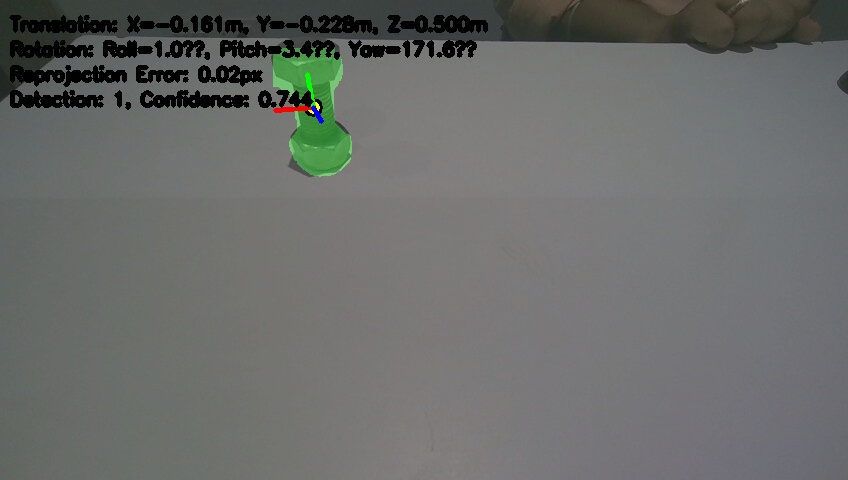 Translation: X=-0.161m, Y=-0.228m, Z=0.500m
Rotation: Roll=1.0??, Pitch=3.4??, Yaw=171.6??
Reprojection Error: 0.02px
Detection: 1, Confidence: 0.744